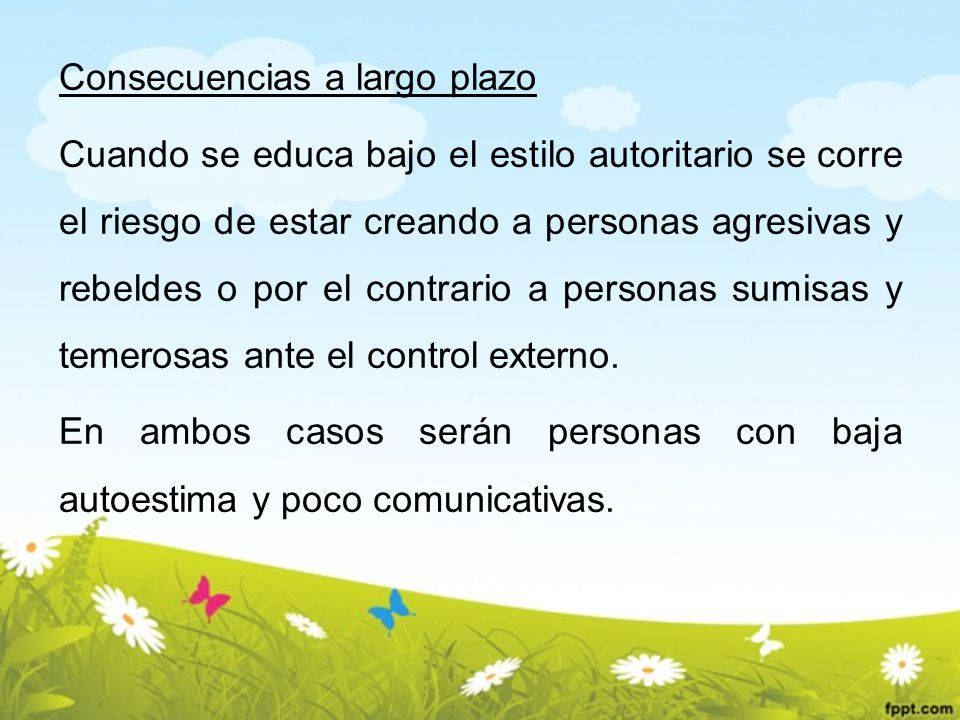 Consecuencias a largo plazo
Cuando se educa bajo el estilo autoritario se corre
el riesgo de estar creando a personas agresivas y
rebeldes o por el contrario a personas sumisas y
temerosas ante el control externo.
En ambos casos serán personas con baja
autoestima y poco comunicativas.
fppt.com